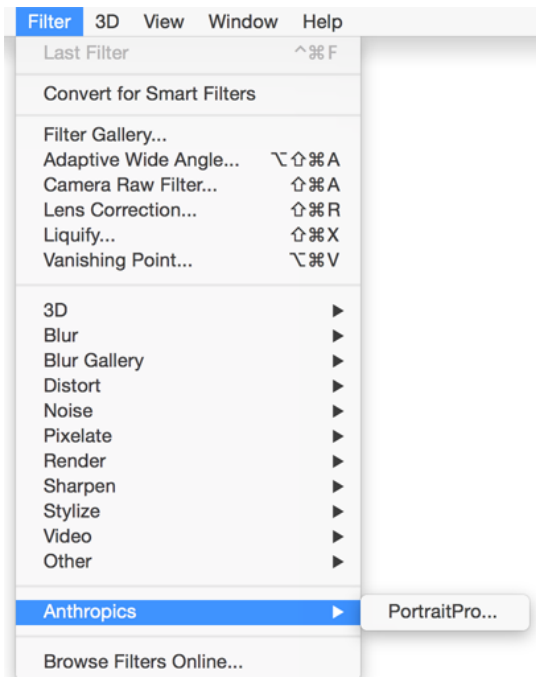 Filter 3D View Window Help
Last Filter ^⌘F
Convert for Smart Filters
Filter Gallery...
Adaptive Wide Angle... ⌥⇧⌘A
Camera Raw Filter... ⇧⌘A
Lens Correction... ⇧⌘R
Liquify... ⇧⌘X
Vanishing Point... ⌥⌘V
3D ▶
Blur ▶
Blur Gallery ▶
Distort ▶
Noise ▶
Pixelate ▶
Render ▶
Sharpen ▶
Stylize ▶
Video ▶
Other ▶
Anthropics ▶ PortraitPro...
Browse Filters Online...